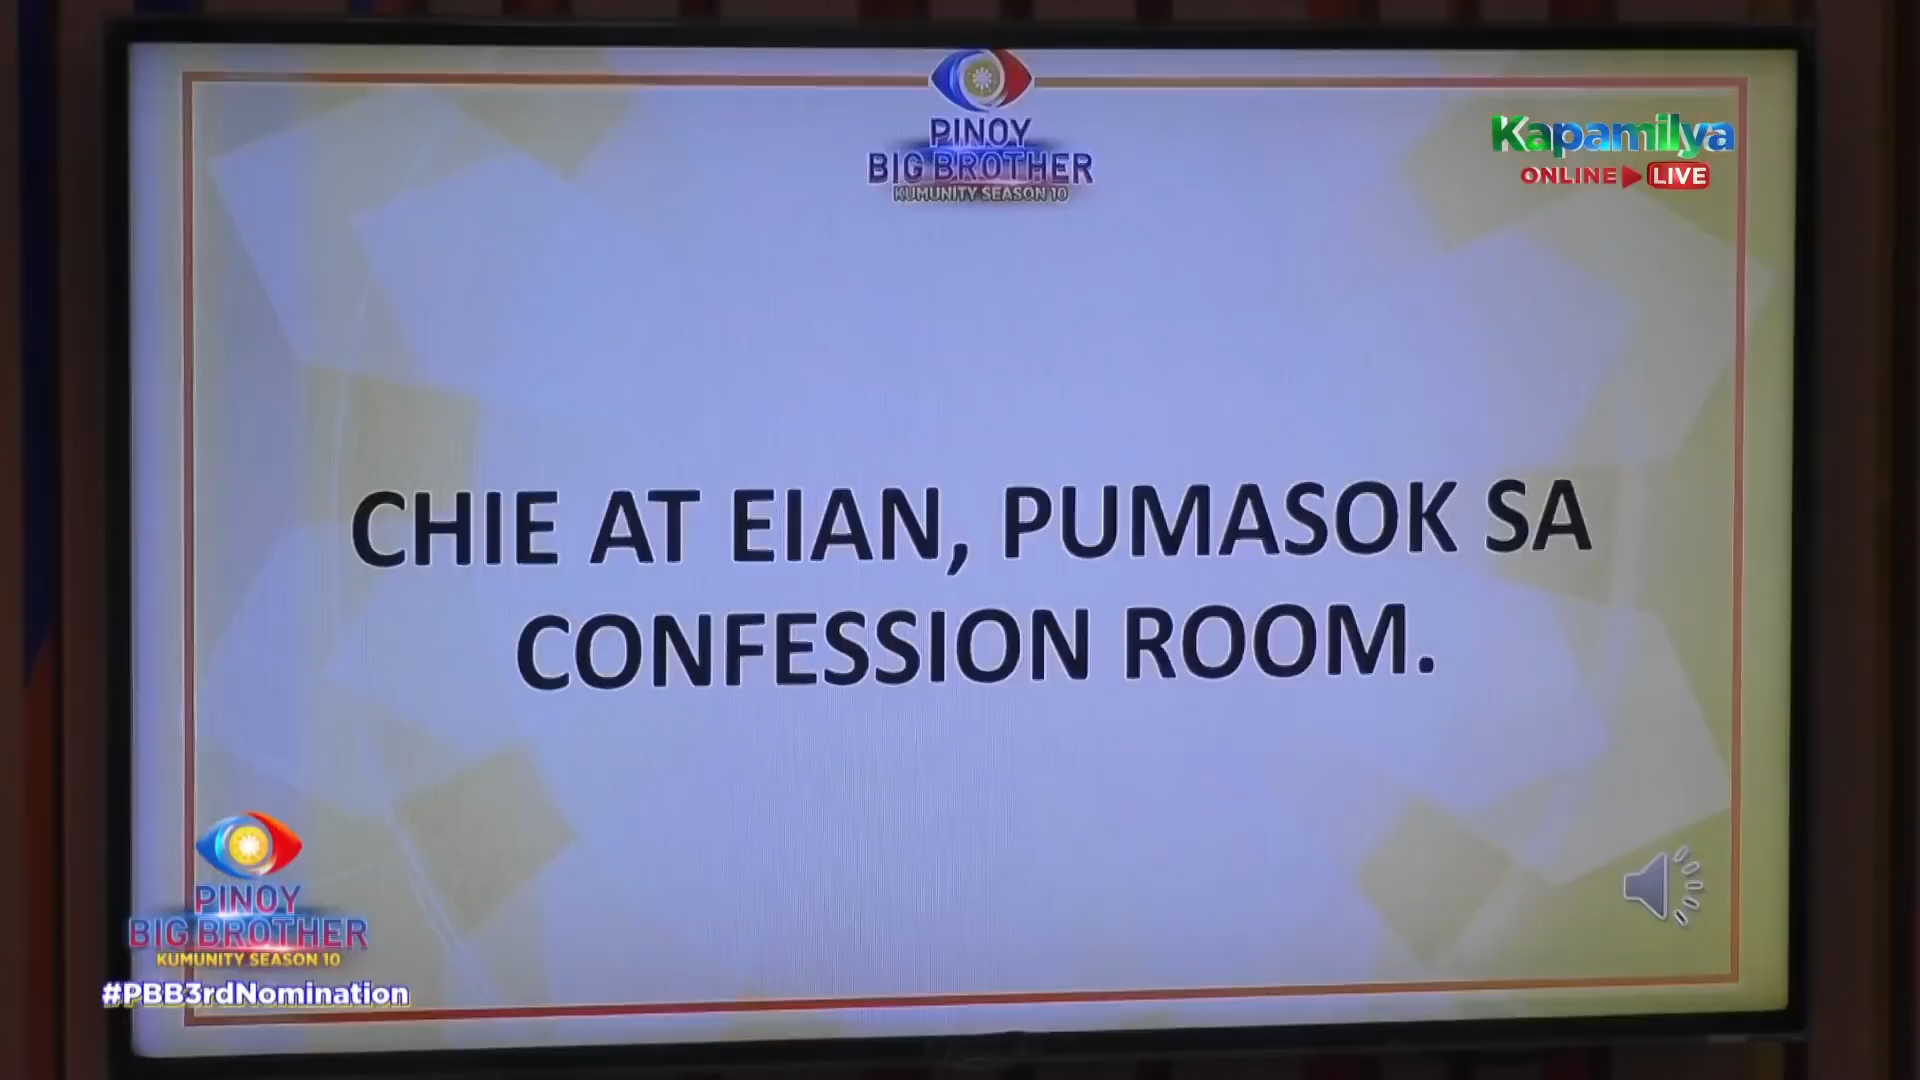 PINOY
BIG BROTHER
KUMUNITY SEASON 10
Kapamilya
ONLINE LIVE
CHIE AT EIAN, PUMASOK SA
CONFESSION ROOM.
PINOY
BIG BROTHER
KUMUNITY SEASON 10
#PBB3rdNomination